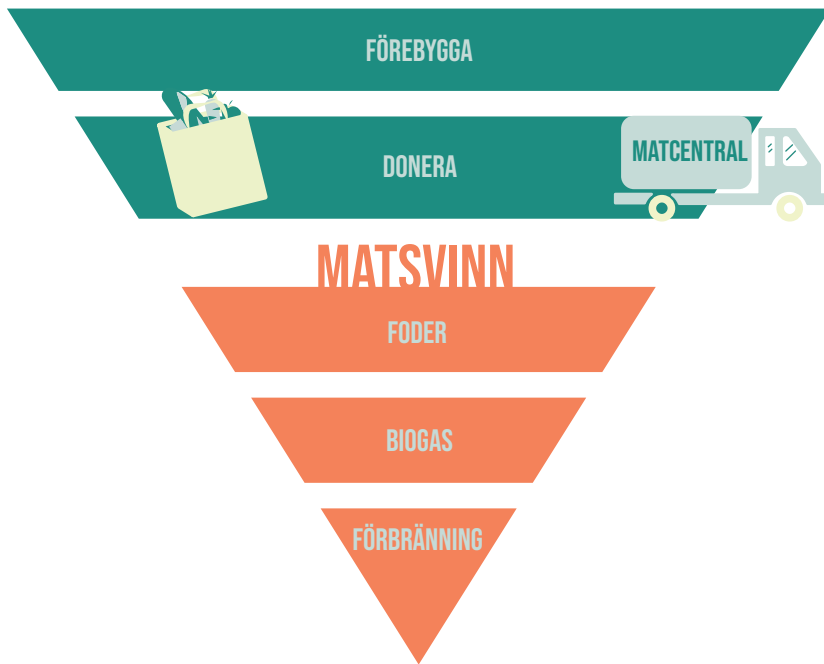 FÖREBYGGA
DONERA
MATCENTRAL
MATSVINN
FODER
BIOGAS
FÖRBRÄNNING